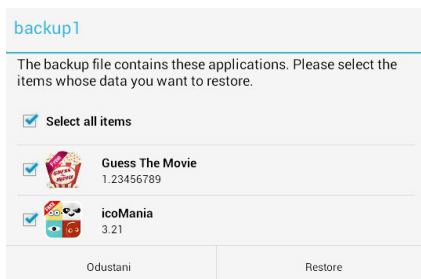 backup1
The backup file contains these applications. Please select the
items whose data you want to restore.
Select all items
Guess The Movie
1.23456789
icoMania
3.21
Odustani Restore